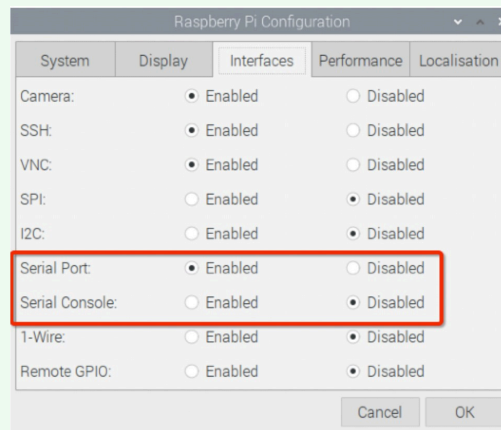 Raspberry Pi Configuration
System Display Interfaces Performance Localisation
Camera: Enabled Disabled
SSH: Enabled Disabled
VNC: Enabled Disabled
SPI: Enabled Disabled
I2C: Enabled Disabled
Serial Port: Enabled Disabled
Serial Console: Enabled Disabled
1-Wire: Enabled Disabled
Remote GPIO: Enabled Disabled
Cancel OK